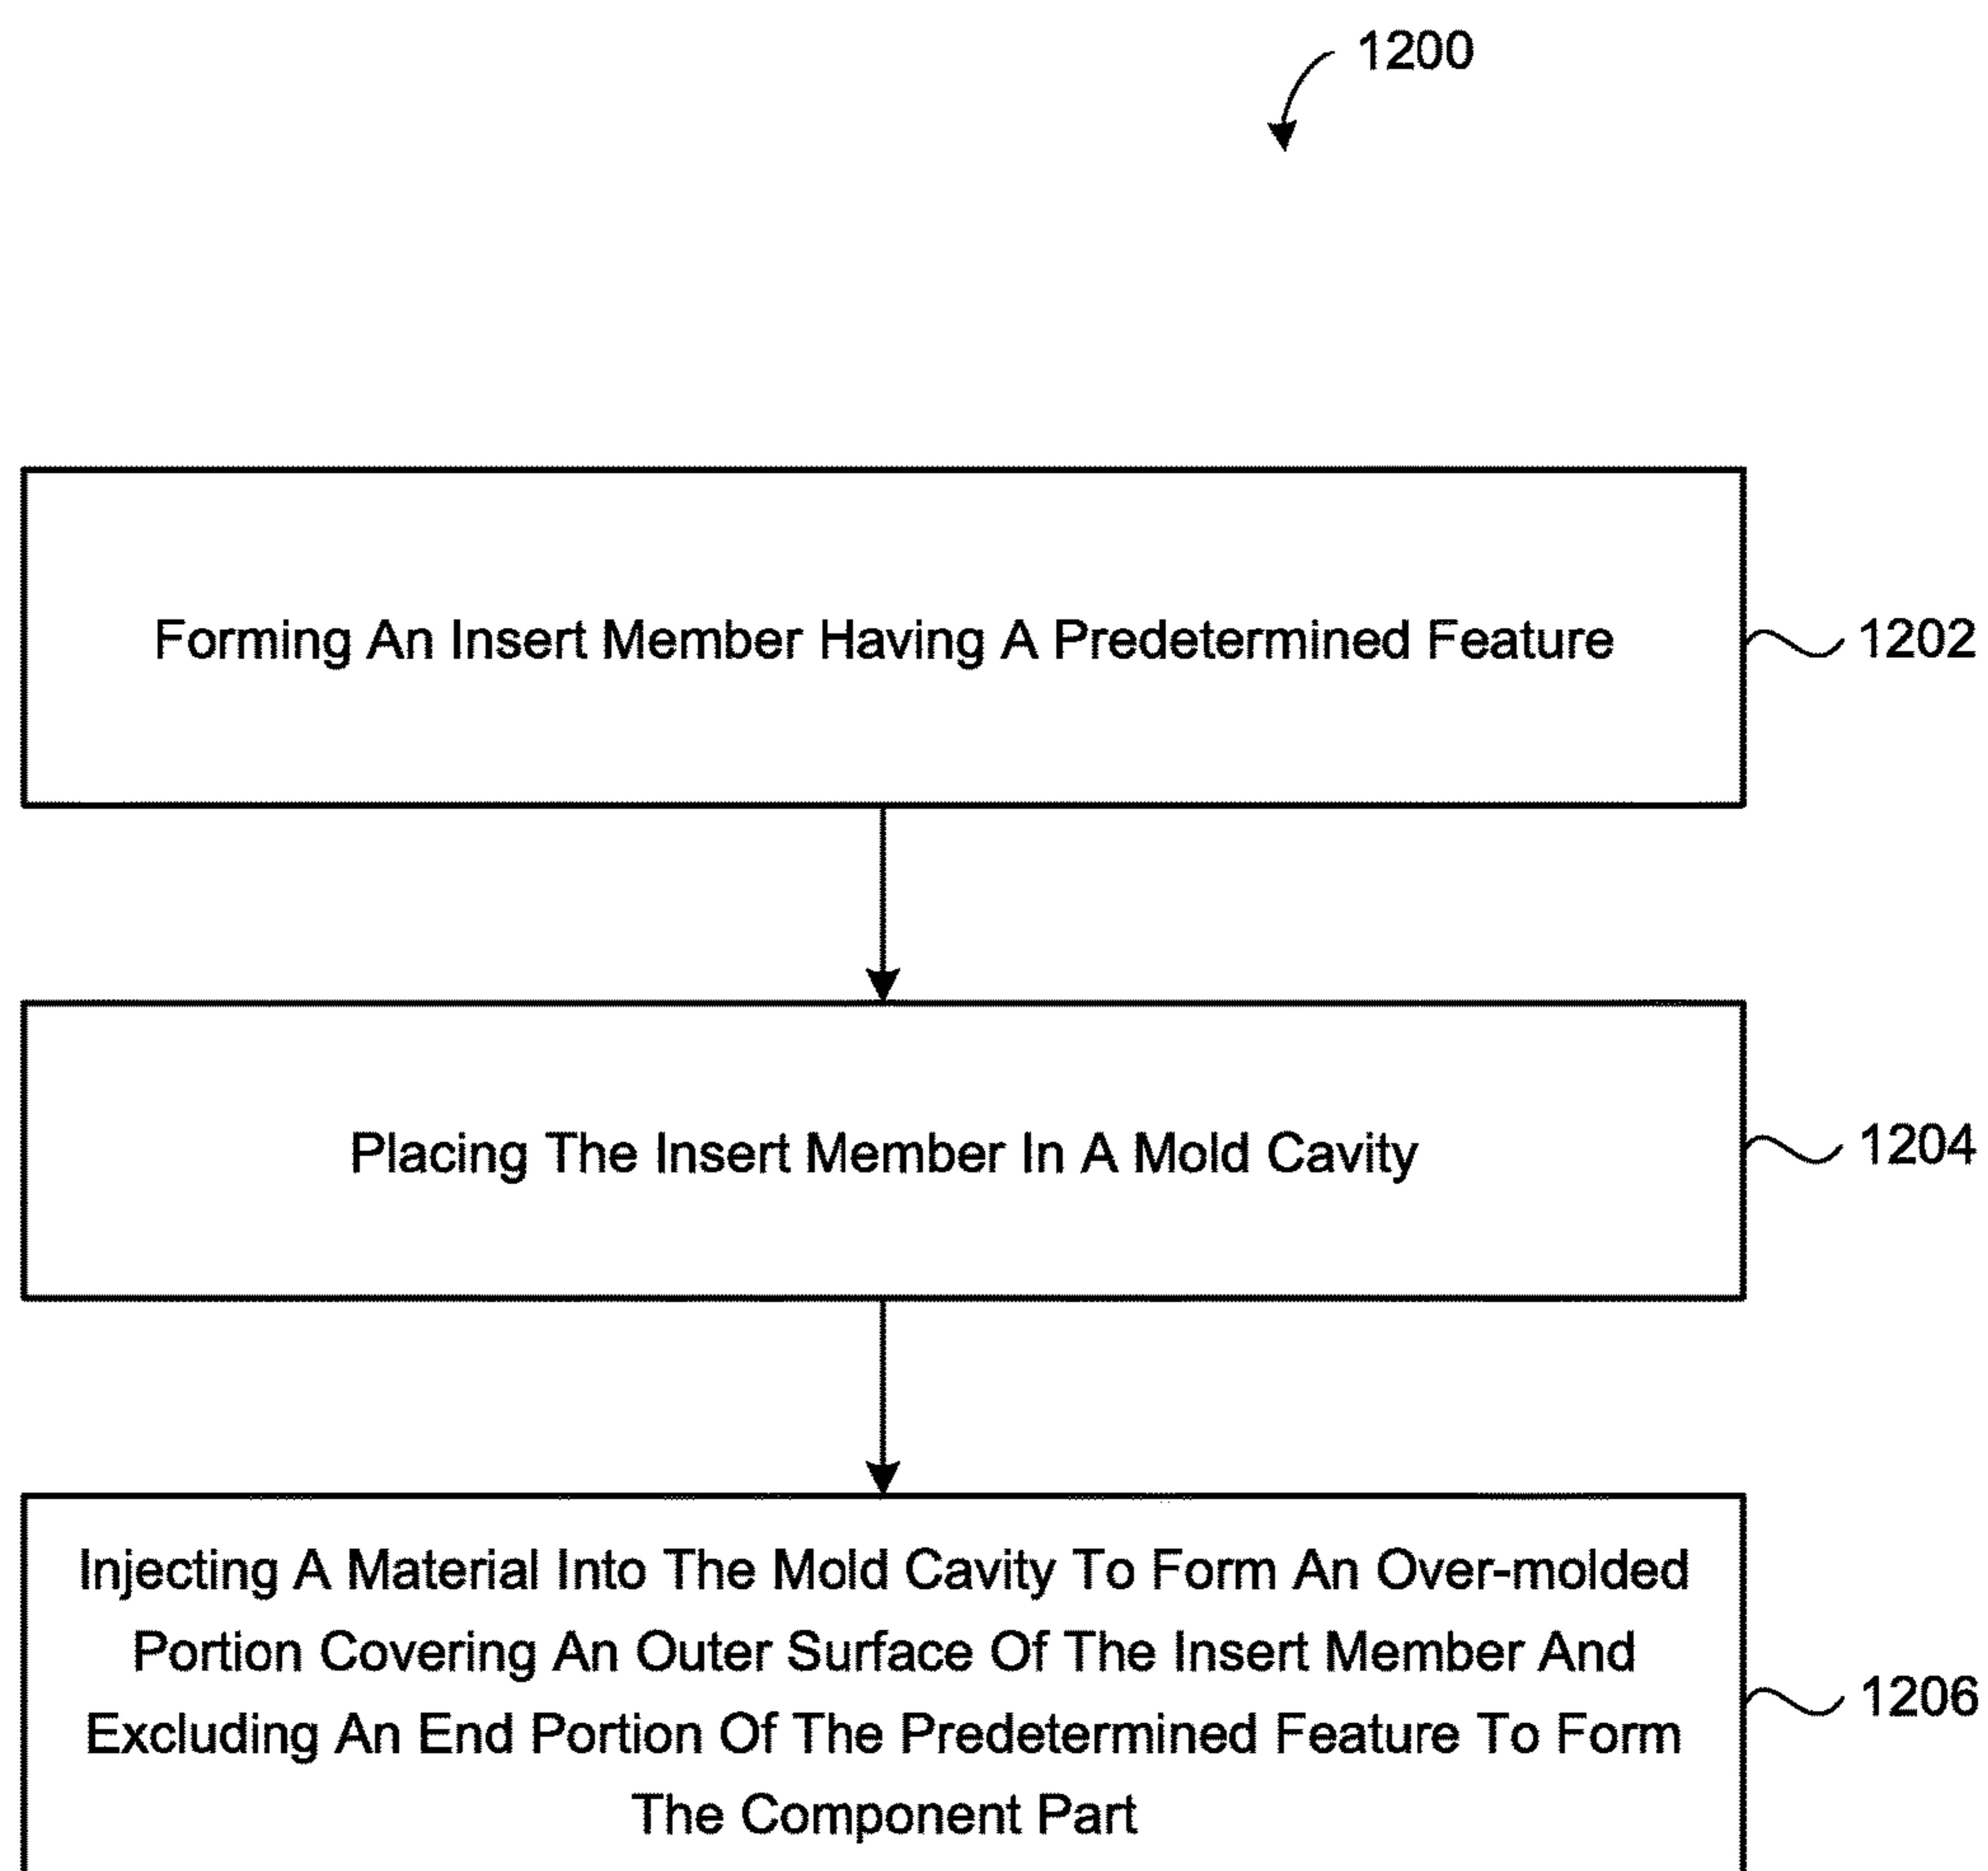 1200
Forming An Insert Member Having A Predetermined Feature
1202
Placing The Insert Member In A Mold Cavity
1204
Injecting A Material Into The Mold Cavity To Form An Over-molded
Portion Covering An Outer Surface Of The Insert Member And
Excluding An End Portion Of The Predetermined Feature To Form
The Component Part
1206